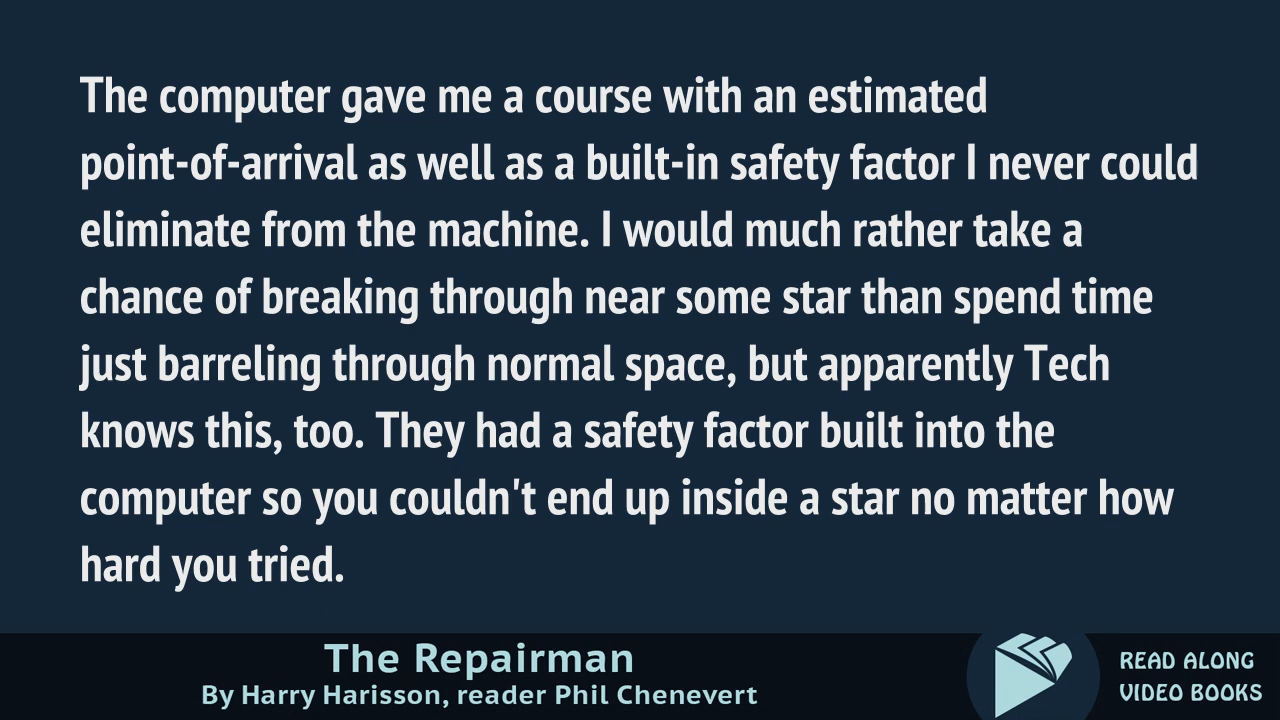 The computer gave me a course with an estimated
point-of-arrival as well as a built-in safety factor I never could
eliminate from the machine. I would much rather take a
chance of breaking through near some star than spend time
just barreling through normal space, but apparently Tech
knows this, too. They had a safety factor built into the
computer so you couldn't end up inside a star no matter how
hard you tried.
The Repairman
By Harry Harisson, reader Phil Chenevert
READ ALONG
VIDEO BOOKS